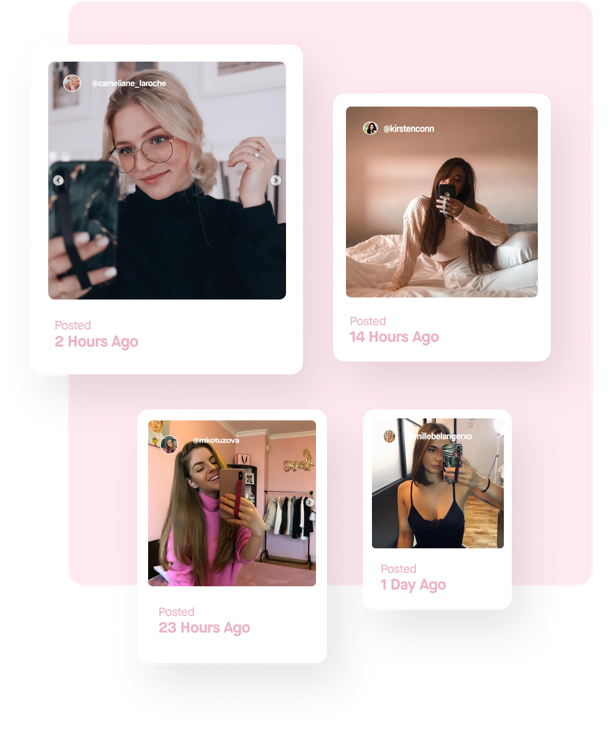 @cameliane_laroche
Posted
2 Hours Ago
@kirstenconn
Posted
14 Hours Ago
@mkotuzova
Posted
23 Hours Ago
Posted
1 Day Ago